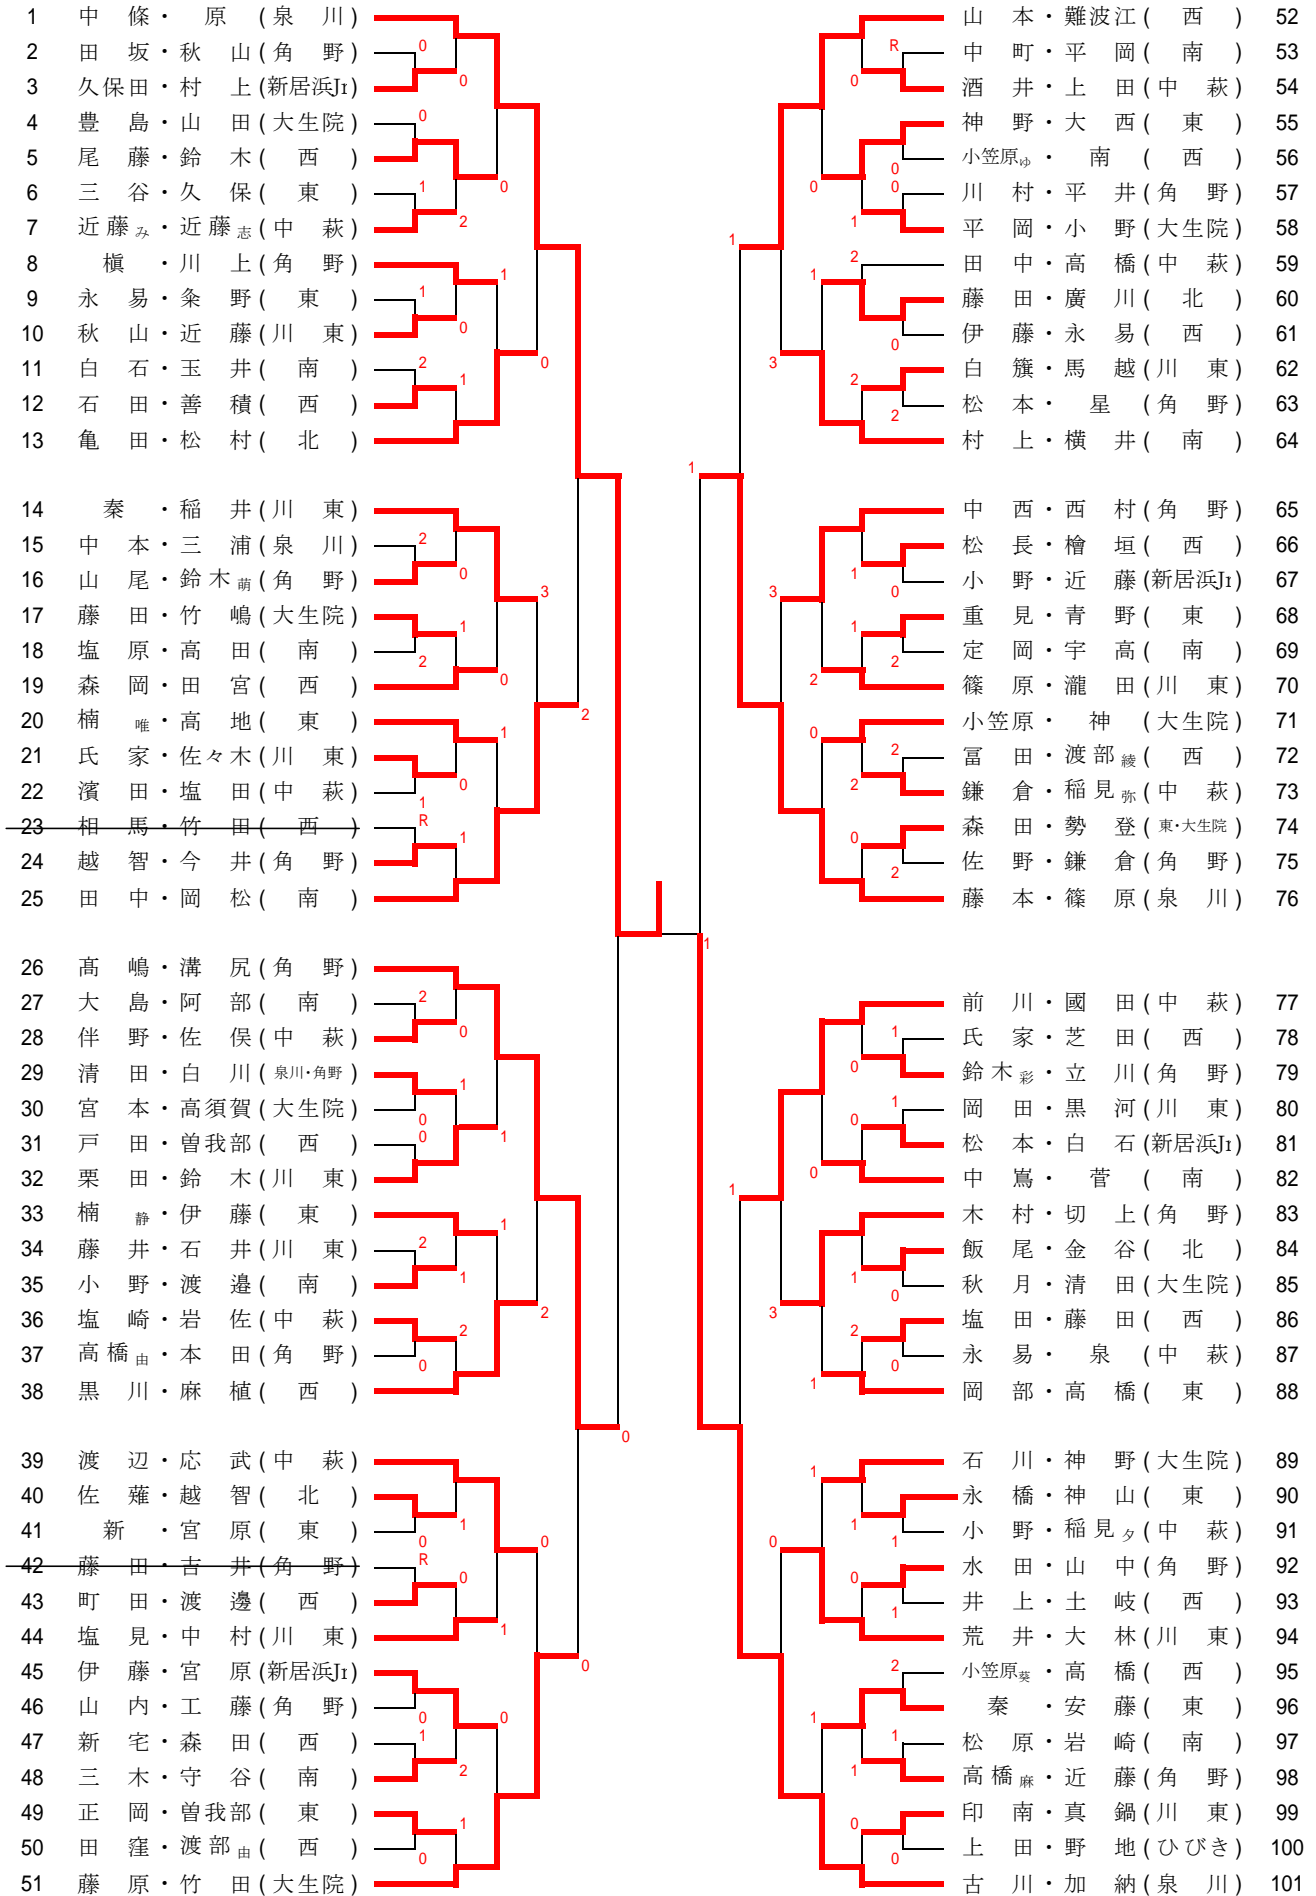 1 中條・原(泉川)
2 田坂・秋山(角野)
3 久保田・村上(新居浜Jr)
4 豊島・山田(大生院)
5 尾藤・鈴木(西)
6 三谷・久保(東)
7 近藤み・近藤志(中萩)
8 槇・川上(角野)
9 永易・粂野(東)
10 秋山・近藤(川東)
11 白石・玉井(南)
12 石田・善積(西)
13 亀田・松村(北)
14 秦・稲井(川東)
15 中本・三浦(泉川)
16 山尾・鈴木萌(角野)
17 藤田・竹嶋(大生院)
18 塩原・高田(南)
19 森岡・田宮(西)
20 楠唯・高地(東)
21 氏家・佐々木(川東)
22 濱田・塩田(中萩)
23 相馬・竹田(西)
24 越智・今井(角野)
25 田中・岡松(南)
26 髙嶋・溝尻(角野)
27 大島・阿部(南)
28 伴野・佐俣(中萩)
29 清田・白川(泉川・角野)
30 宮本・高須賀(大生院)
31 戸田・曽我部(西)
32 栗田・鈴木(川東)
33 楠静・伊藤(東)
34 藤井・石井(川東)
35 小野・渡邉(南)
36 塩崎・岩佐(中萩)
37 高橋由・本田(角野)
38 黒川・麻植(西)
39 渡辺・応武(中萩)
40 佐薙・越智(北)
41 新・宮原(東)
42 藤田・吉井(角野)
43 町田・渡邊(西)
44 塩見・中村(川東)
45 伊藤・宮原(新居浜Jr)
46 山内・工藤(角野)
47 新宅・森田(西)
48 三木・守谷(南)
49 正岡・曽我部(東)
50 田窪・渡部由(西)
51 藤原・竹田(大生院)
山本・難波江(西) 52
中町・平岡(南) 53
酒井・上田(中萩) 54
神野・大西(東) 55
小笠原ゆ・南(西) 56
川村・平井(角野) 57
平岡・小野(大生院) 58
田中・高橋(中萩) 59
藤田・廣川(北) 60
伊藤・永易(西) 61
白籏・馬越(川東) 62
松本・星(角野) 63
村上・横井(南) 64
中西・西村(角野) 65
松長・檜垣(西) 66
小野・近藤(新居浜Jr) 67
重見・青野(東) 68
定岡・宇高(南) 69
篠原・瀧田(川東) 70
小笠原・神(大生院) 71
冨田・渡部綾(西) 72
鎌倉・稲見弥(中萩) 73
森田・勢登(東・大生院) 74
佐野・鎌倉(角野) 75
藤本・篠原(泉川) 76
前川・國田(中萩) 77
氏家・芝田(西) 78
鈴木彩・立川(角野) 79
岡田・黒河(川東) 80
松本・白石(新居浜Jr) 81
中嶌・菅(南) 82
木村・切上(角野) 83
飯尾・金谷(北) 84
秋月・清田(大生院) 85
塩田・藤田(西) 86
永易・泉(中萩) 87
岡部・高橋(東) 88
石川・神野(大生院) 89
永橋・神山(東) 90
小野・稲見夕(中萩) 91
水田・山中(角野) 92
井上・土岐(西) 93
荒井・大林(川東) 94
小笠原葵・高橋(西) 95
秦・安藤(東) 96
松原・岩崎(南) 97
高橋麻・近藤(角野) 98
印南・真鍋(川東) 99
上田・野地(ひびき) 100
古川・加納(泉川) 101